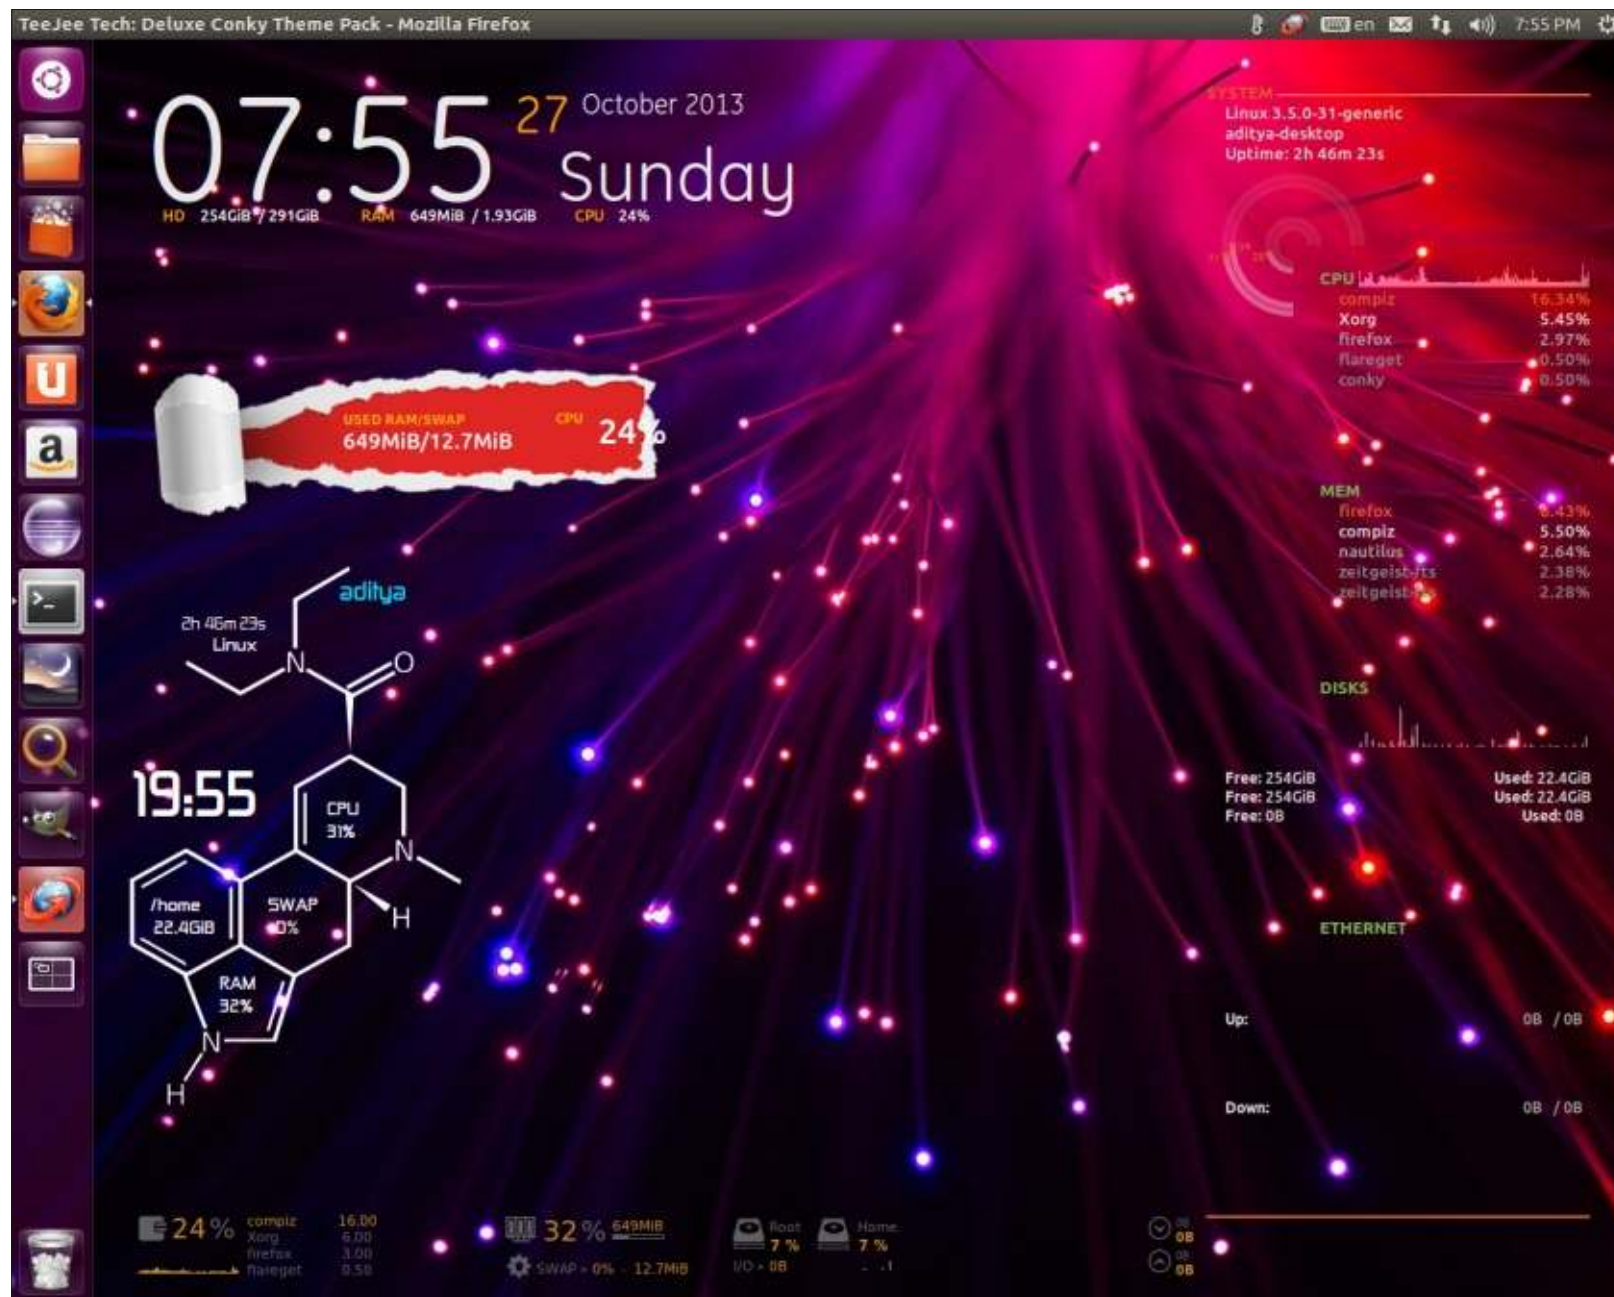 TeeJee Tech: Deluxe Conky Theme Pack - Mozilla Firefox
en
7:55 PM
07:55
27
October 2013
Sunday
HD 254GiB / 291GiB RAM 649MiB / 1.93GiB CPU 24%
SYSTEM
Linux 3.5.0-31-generic
aditya-desktop
Uptime: 2h 46m 23s
CPU
compiz 16.34%
Xorg 5.45%
firefox 2.97%
flareget 0.50%
conky 0.50%
USED RAM/SWAP
649MiB/12.7MiB
CPU
24%
MEM
firefox
compiz 5.50%
nautilus 2.64%
2.38%
2.28%
aditya
2h 46m 23s
Linux
N
O
19:55
CPU
31%
N
/home
22.4GiB
SWAP
0%
H
RAM
32%
N
H
DISKS
Free: 254GiB Used: 22.4GiB
Free: 254GiB Used: 22.4GiB
Free: 0B Used: 0B
ETHERNET
Up: 0B / 0B
Down: 0B / 0B
24%
compiz 16.00
Xorg 6.00
firefox 3.00
flareget 0.50
32% 649MiB
SWAP - 0% - 12.7MiB
Root
7 %
I/O - 0B
Home
7 %
0B
0B
0B
0B
U
a
>_